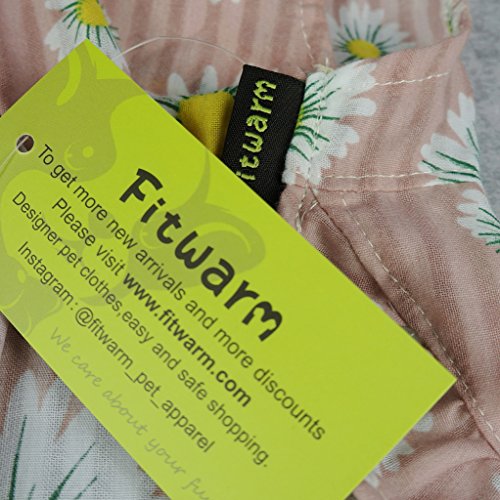 Fitwarm
Fitwarm
To get more new arrivals and more discounts
Please visit www.fitwarm.com
Designer pet clothes,easy and safe shopping.
Instagram:@fitwarm_pet_apparel
We care about your fu